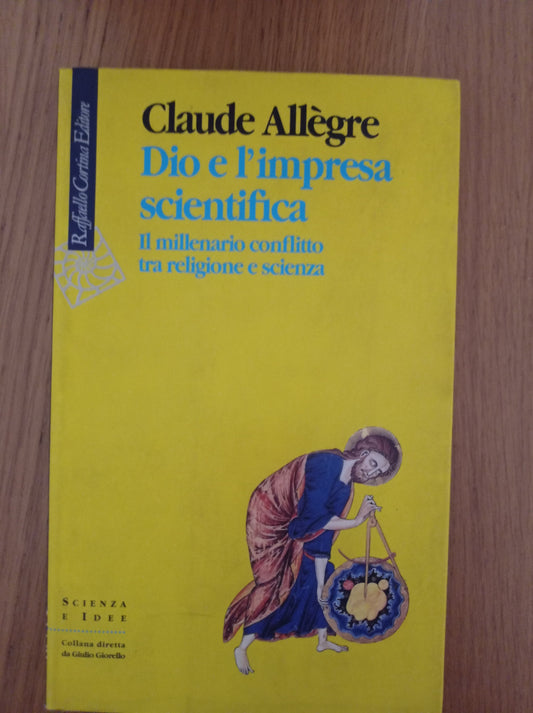 Raffaello Cortina Editore
Claude Allègre
Dio e l'impresa
scientifica
Il millenario conflitto
tra religione e scienza
SCIENZA
E IDEE
Collana diretta
da Giulio Giorello